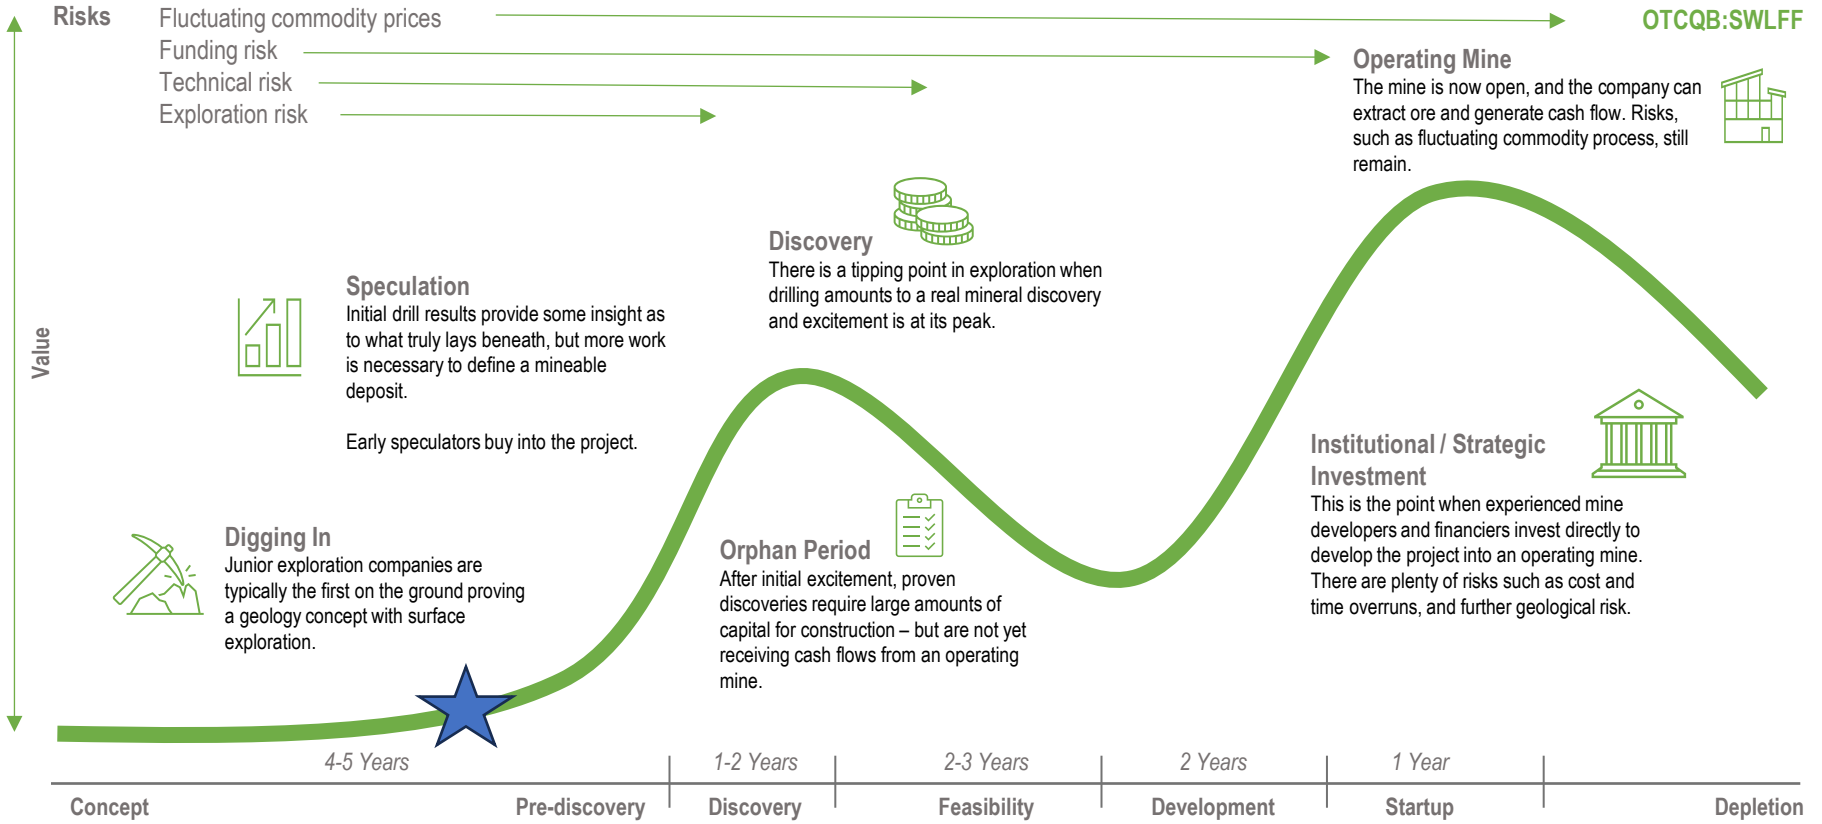 Risks
Fluctuating commodity prices
Funding risk
Technical risk
Exploration risk
OTCQB:SWLFF
Operating Mine
The mine is now open, and the company can
extract ore and generate cash flow. Risks,
such as fluctuating commodity process, still
remain.
Discovery
There is a tipping point in exploration when
drilling amounts to a real mineral discovery
and excitement is at its peak.
Speculation
Initial drill results provide some insight as
to what truly lays beneath, but more work
is necessary to define a mineable
deposit.
Early speculators buy into the project.
Value
Institutional / Strategic
Investment
This is the point when experienced mine
developers and financiers invest directly to
develop the project into an operating mine.
There are plenty of risks such as cost and
time overruns, and further geological risk.
Digging In
Junior exploration companies are
typically the first on the ground proving
a geology concept with surface
exploration.
Orphan Period
After initial excitement, proven
discoveries require large amounts of
capital for construction – but are not yet
receiving cash flows from an operating
mine.
4-5 Years
1-2 Years
2-3 Years
2 Years
1 Year
Concept
Pre-discovery
Discovery
Feasibility
Development
Startup
Depletion